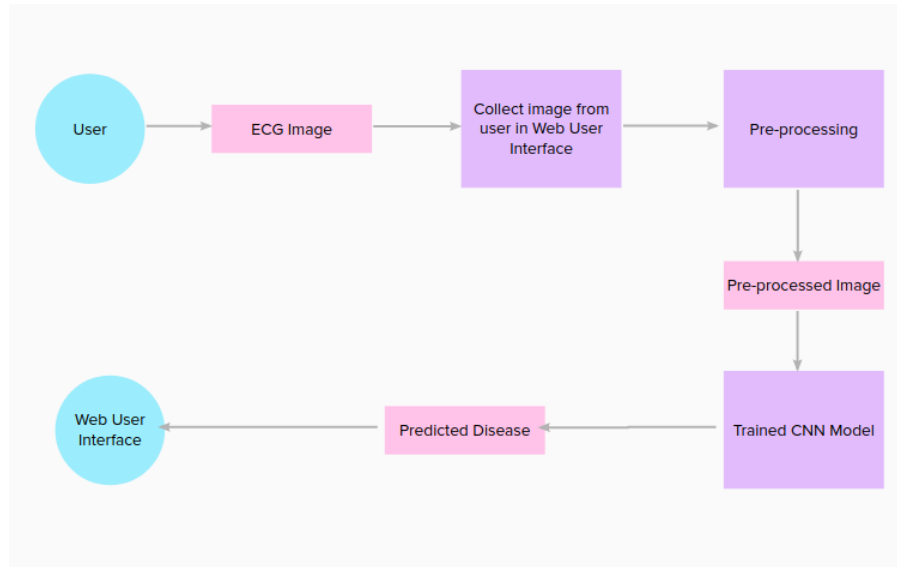 User
ECG Image
Collect image from
user in Web User
Interface
Pre-processing
Pre-processed Image
Trained CNN Model
Predicted Disease
Web User
Interface